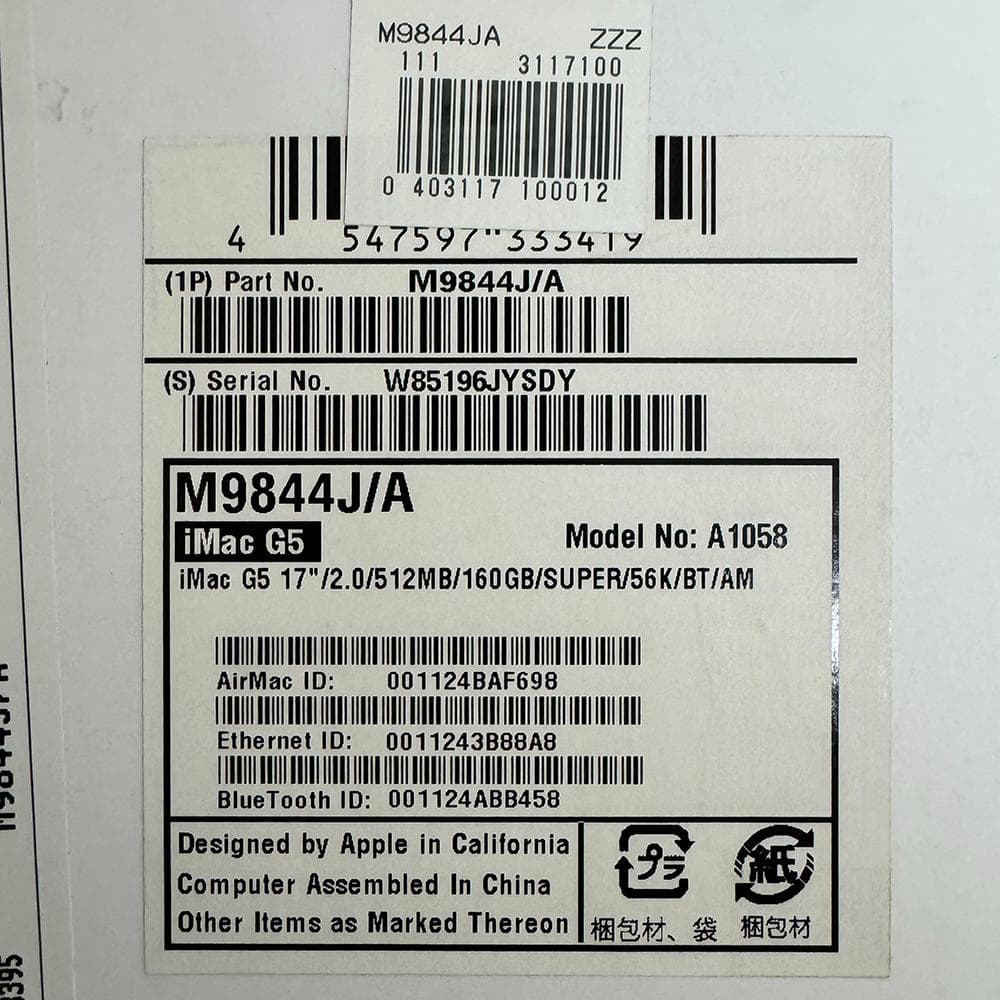 M9844JA ZZZ
111 3117100
0 403117 100012
4 547597 333419
(1P) Part No. M9844J/A
(S) Serial No. W85196JYSDY
M9844J/A
iMac G5 Model No: A1058
iMac G5 17"/2.0/512MB/160GB/SUPER/56K/BT/AM
AirMac ID: 001124BAF698
Ethernet ID: 0011243B88A8
BlueTooth ID: 001124ABB458
Designed by Apple in California
Computer Assembled In China
Other Items as Marked Thereon
プラ 紙
梱包材、袋 梱包材